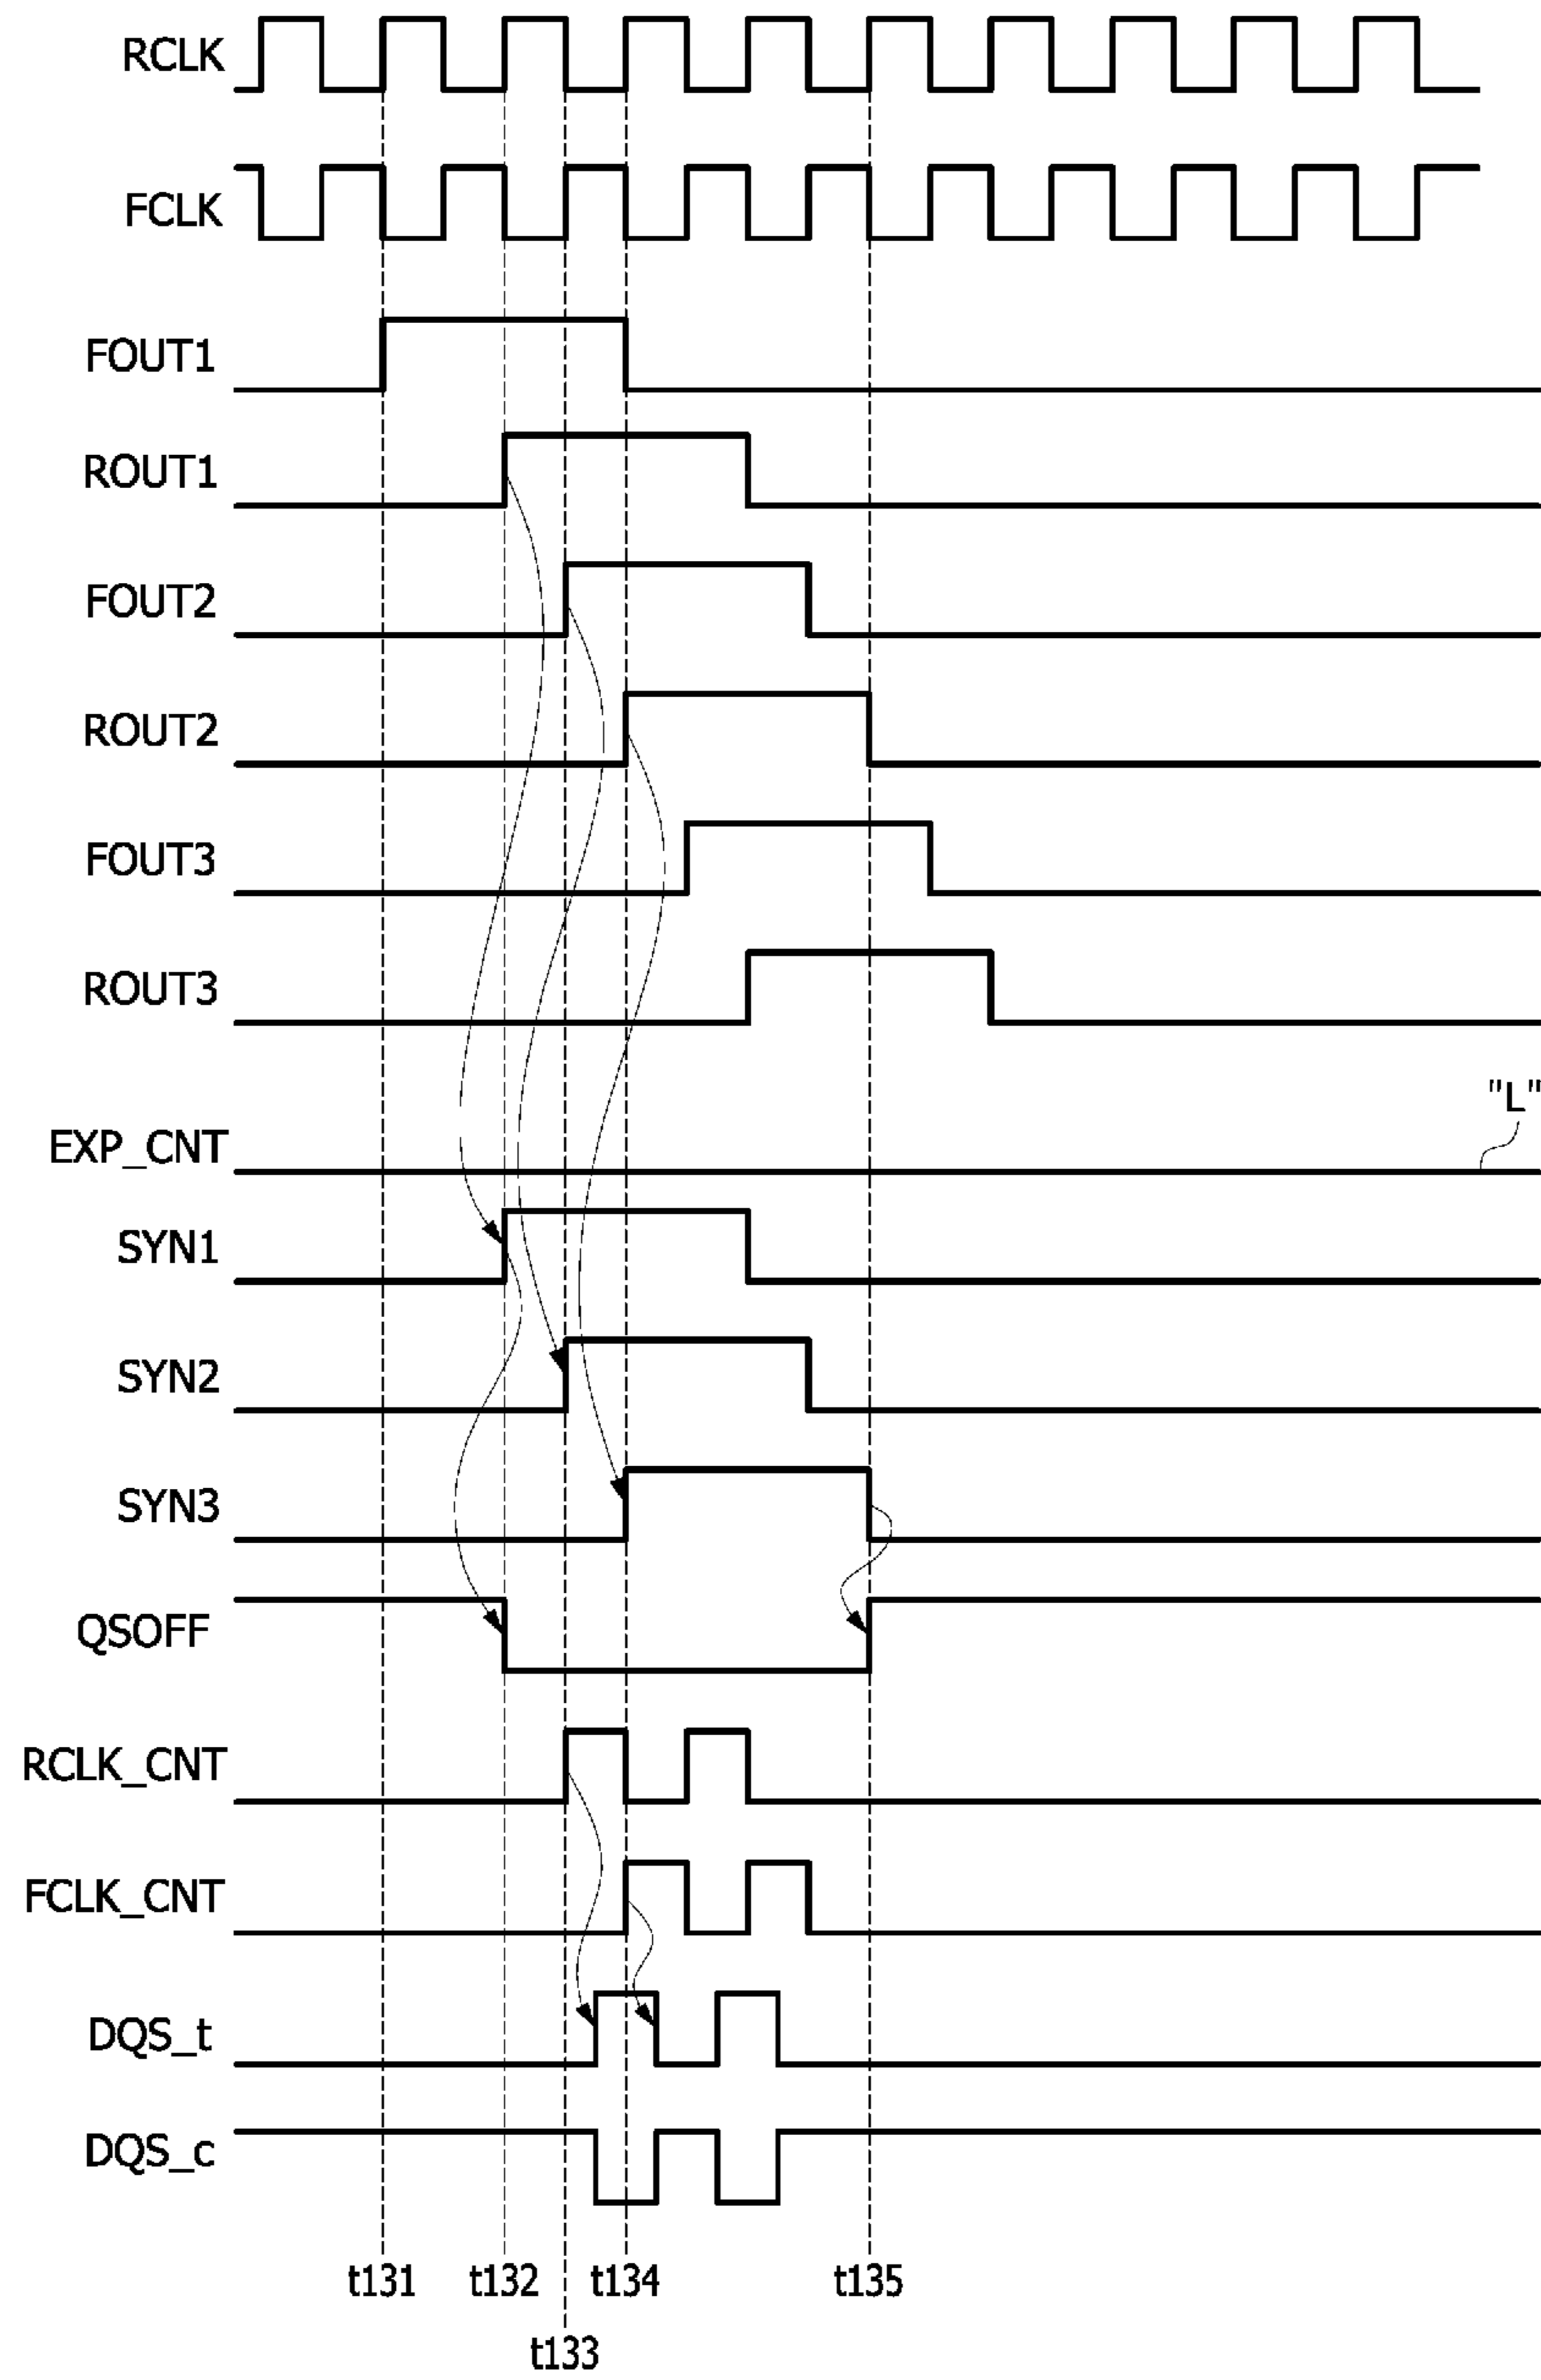 RCLK
FCLK
FOUT1
ROUT1
FOUT2
ROUT2
FOUT3
ROUT3
"L"
EXP_CNT
SYN1
SYN2
SYN3
QSOFF
RCLK_CNT
FCLK_CNT
DQS_t
DQS_c
t131 t132 t134 t135
t133